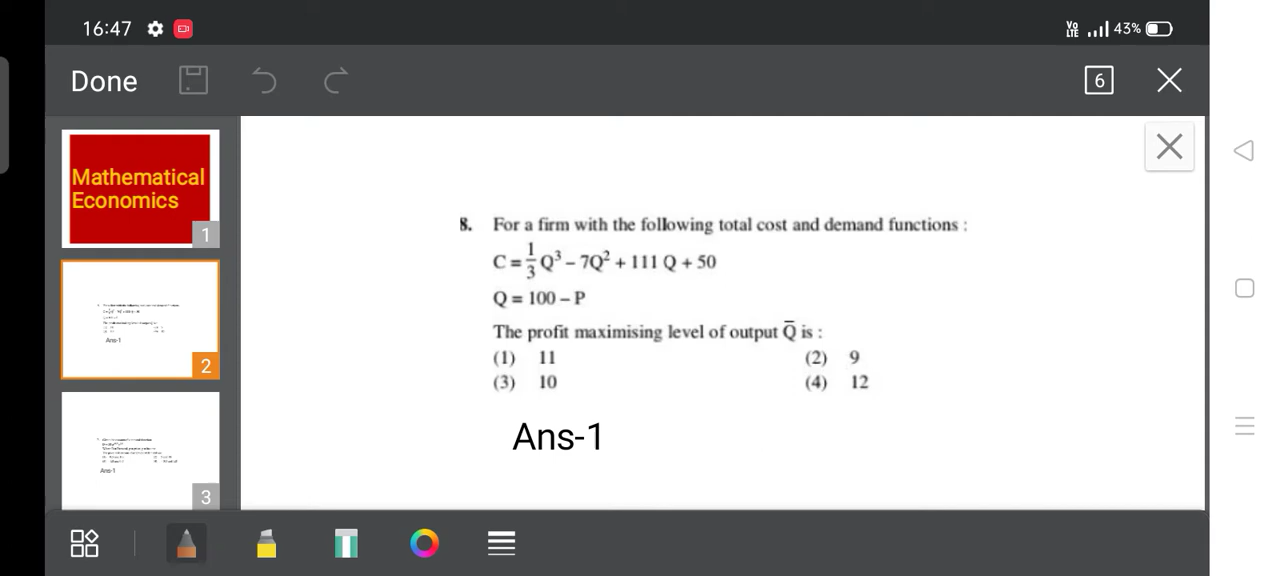 16:47
Vo LTE 43%
Done
6
Mathematical
Economics
1
8. For a firm with the following total cost and demand functions :
C = 1/3 Q³ – 7Q² + 111 Q + 50
Q = 100 – P
The profit maximising level of output Q̅ is :
(1) 11 (2) 9
(3) 10 (4) 12
Ans-1
2
Ans-1
3
Ans-1